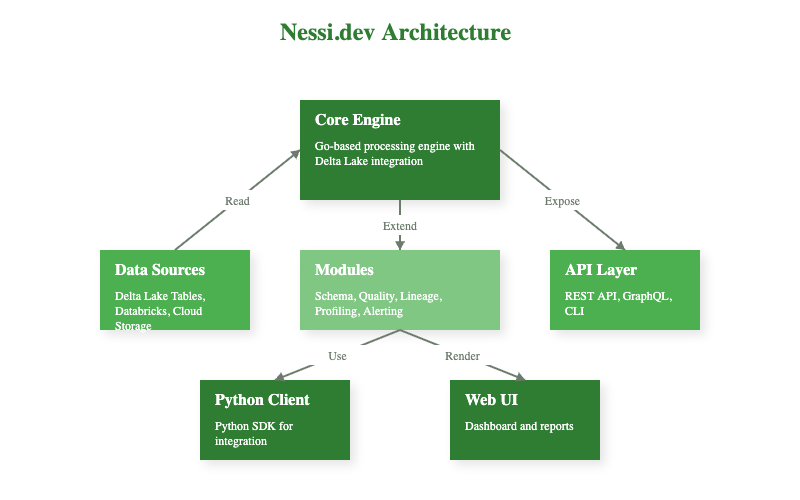 Nessi.dev Architecture
Core Engine
Go-based processing engine with
Delta Lake integration
Read
Expose
Extend
Data Sources
Delta Lake Tables,
Databricks, Cloud
Storage
Modules
Schema, Quality, Lineage,
Profiling, Alerting
API Layer
REST API, GraphQL,
CLI
Use
Render
Python Client
Python SDK for
integration
Web UI
Dashboard and reports